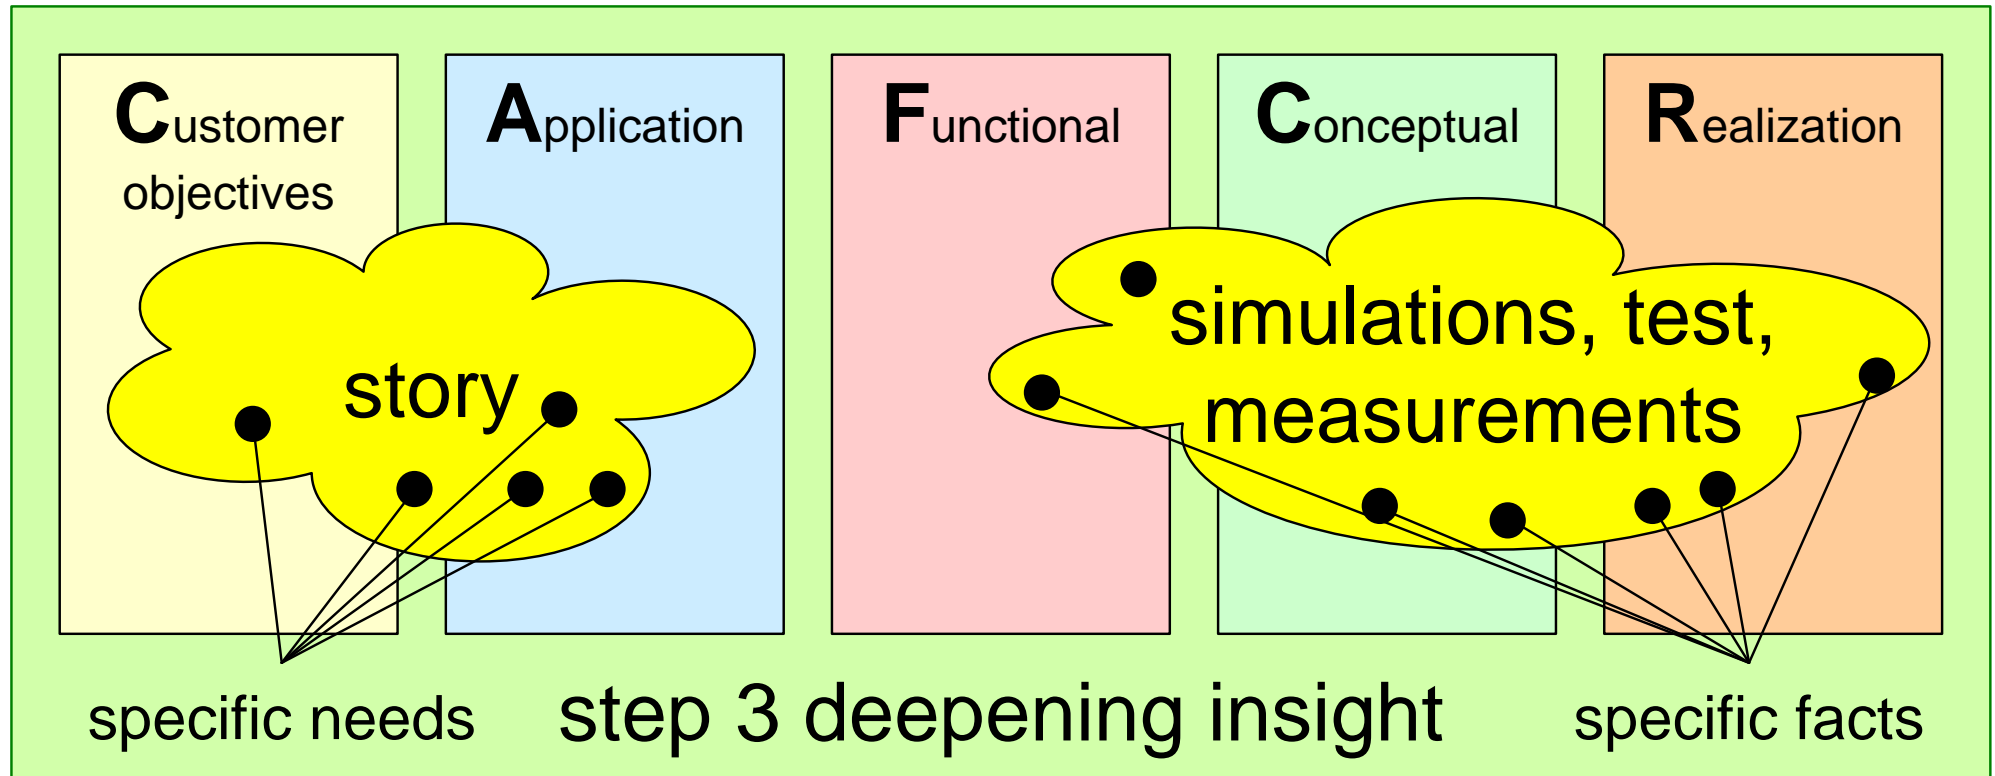 Customer
objectives
Application
Functional
Conceptual
Realization
story
simulations, test,
measurements
specific needs
step 3 deepening insight
specific facts